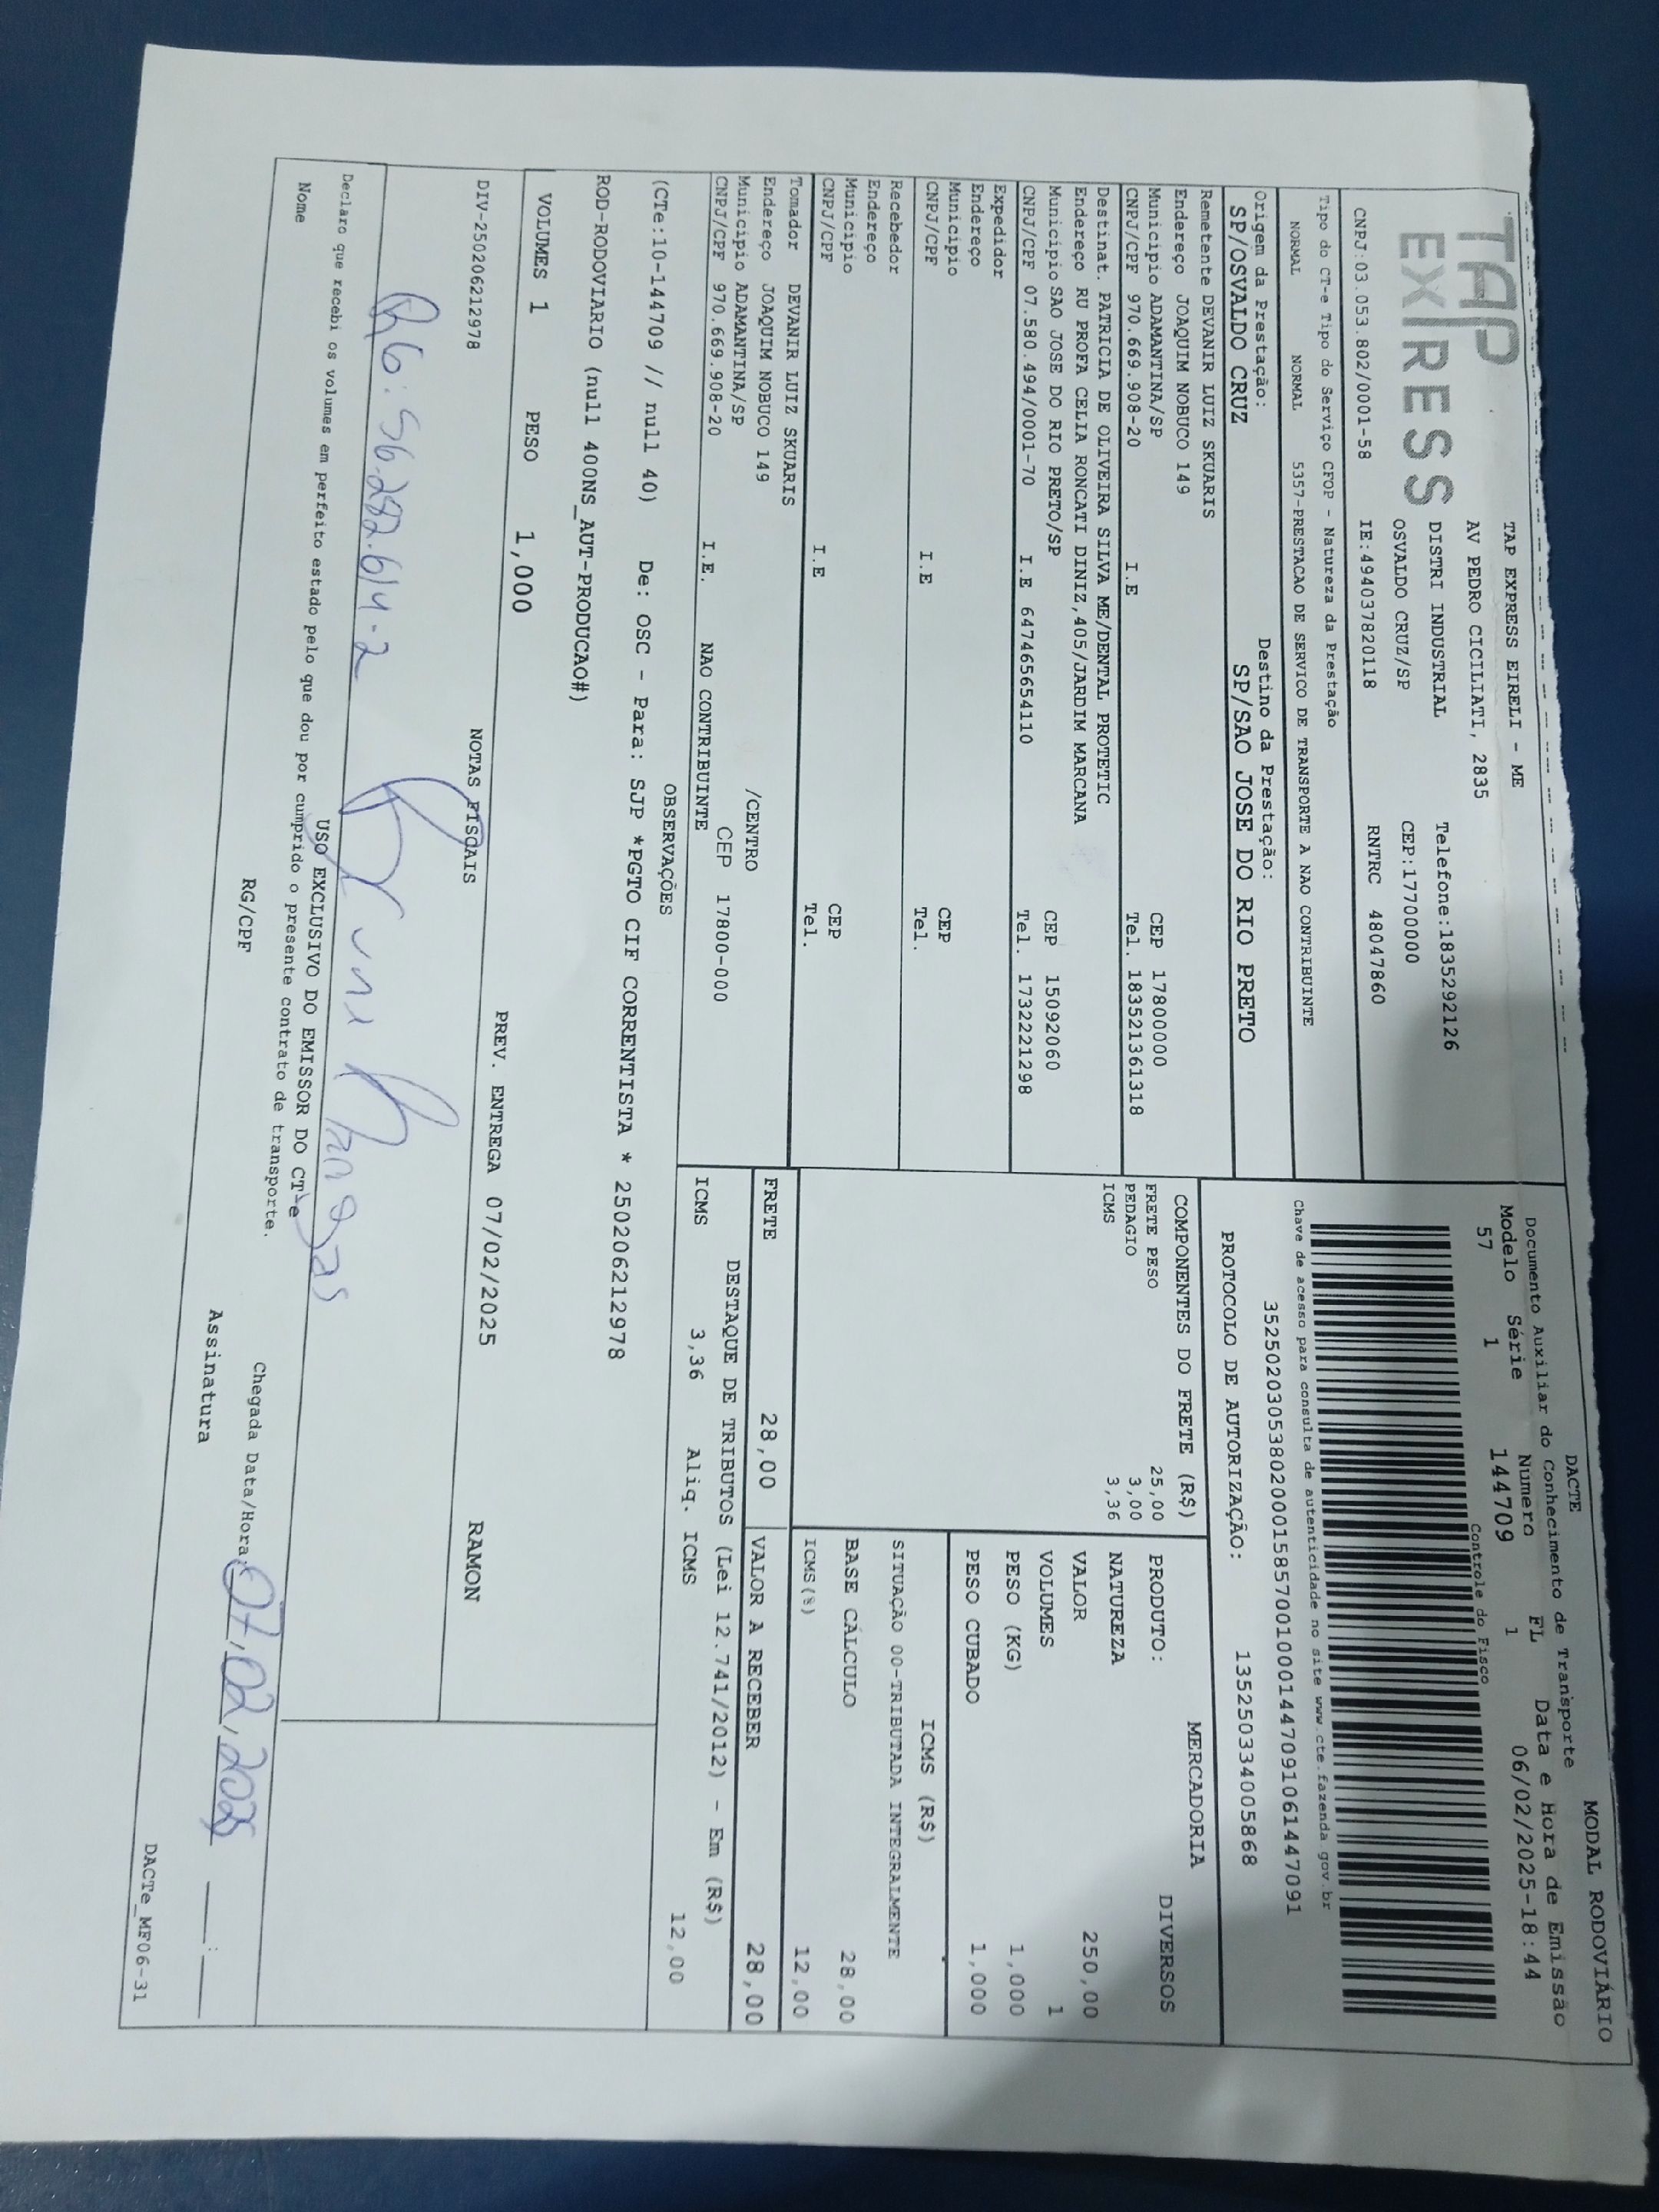 TAP
EXPRESS
TAP EXPRESS EIRELI - ME
AV PEDRO CICILIATI, 2835
DISTRI INDUSTRIAL Telefone:1835292126
OSVALDO CRUZ/SP CEP:17700000
CNPJ:03.053.802/0001-58 IE:494037820118 RNTRC 48047860
Tipo do CT-e Tipo do Serviço CFOP - Natureza da Prestação
NORMAL NORMAL 5357-PRESTACAO DE SERVICO DE TRANSPORTE A NAO CONTRIBUINTE
Origem da Prestação: Destino da Prestação:
SP/OSVALDO CRUZ SP/SAO JOSE DO RIO PRETO
MODAL RODOVIÁRIO
DACTE
Documento Auxiliar do Conhecimento de Transporte
Modelo Série Número FL Data e Hora de Emissão
57 1 144709 1 06/02/2025-18:44
Controle do Fisco
Chave de acesso para consulta de autenticidade no site www.cte.fazenda gov.br
35250203053802000158570010001447091061447091
PROTOCOLO DE AUTORIZAÇÃO: 135250334005868
Remetente DEVANIR LUIZ SKUARIS
Endereço JOAQUIM NOBUCO 149
Município ADAMANTINA/SP CEP 17800000
CNPJ/CPF 970.669.908-20 I.E Tel. 183521361318
Destinat. PATRICIA DE OLIVEIRA SILVA ME/DENTAL PROTETIC
Endereço RU PROFA CELIA RONCATI DINIZ,405/JARDIM MARCANA
Município SAO JOSE DO RIO PRETO/SP CEP 15092060
CNPJ/CPF 07.580.494/0001-70 I.E 647465654110 Tel. 1732221298
Expedidor
Endereço
Município CEP
CNPJ/CPF I.E Tel.
Recebedor
Endereço
Município CEP
CNPJ/CPF I.E Tel.
Tomador DEVANIR LUIZ SKUARIS
Endereço JOAQUIM NOBUCO 149 /CENTRO
Município ADAMANTINA/SP CEP 17800-000
CNPJ/CPF 970.669.908-20 I.E. NAO CONTRIBUINTE
COMPONENTES DO FRETE (R$)
FRETE PESO 25,00
PEDAGIO 3,00
ICMS 3,36
MERCADORIA
PRODUTO: DIVERSOS
NATUREZA
VALOR 250,00
VOLUMES 1
PESO (KG) 1,000
PESO CUBADO 1,000
ICMS (R$)
SITUAÇÃO 00-TRIBUTADA INTEGRALMENTE
BASE CÁLCULO 28,00
ICMS(%) 12,00
FRETE 28,00 VALOR A RECEBER 28,00
DESTAQUE DE TRIBUTOS (Lei 12.741/2012) - Em (R$)
ICMS 3,36 Aliq. ICMS 12,00
OBSERVAÇÕES
(CTe:10-144709 // null 40) De: OSC - Para: SJP *PGTO CIF CORRENTISTA * 250206212978
ROD-RODOVIARIO (null 400NS_AUT-PRODUCAO#)
VOLUMES 1 PESO 1,000 PREV. ENTREGA 07/02/2025 RAMON
DIV-250206212978 NOTAS FISCAIS
RG: 56.282.614-2
USO EXCLUSIVO DO EMISSOR DO CT-e
Declaro que recebi os volumes em perfeito estado pelo que dou por cumprido o presente contrato de transporte.
Nome RG/CPF Assinatura Chegada Data/Hora: 07,02,2025 :
DACTe_MF06-31